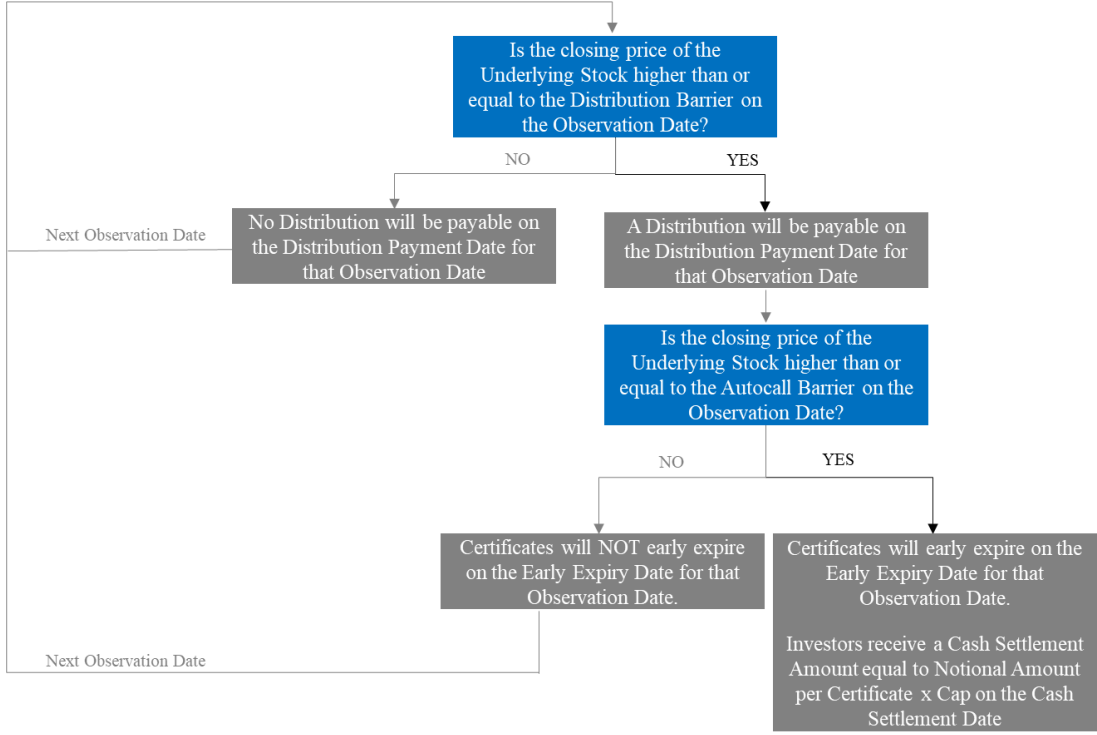 Is the closing price of the
Underlying Stock higher than or
equal to the Distribution Barrier on
the Observation Date?
NO
YES
Next Observation Date
No Distribution will be payable on
the Distribution Payment Date for
that Observation Date
A Distribution will be payable on
the Distribution Payment Date for
that Observation Date
Is the closing price of the
Underlying Stock higher than or
equal to the Autocall Barrier on the
Observation Date?
NO
YES
Certificates will NOT early expire
on the Early Expiry Date for that
Observation Date.
Certificates will early expire on the
Early Expiry Date for that
Observation Date.
Investors receive a Cash Settlement
Amount equal to Notional Amount
per Certificate x Cap on the Cash
Settlement Date
Next Observation Date